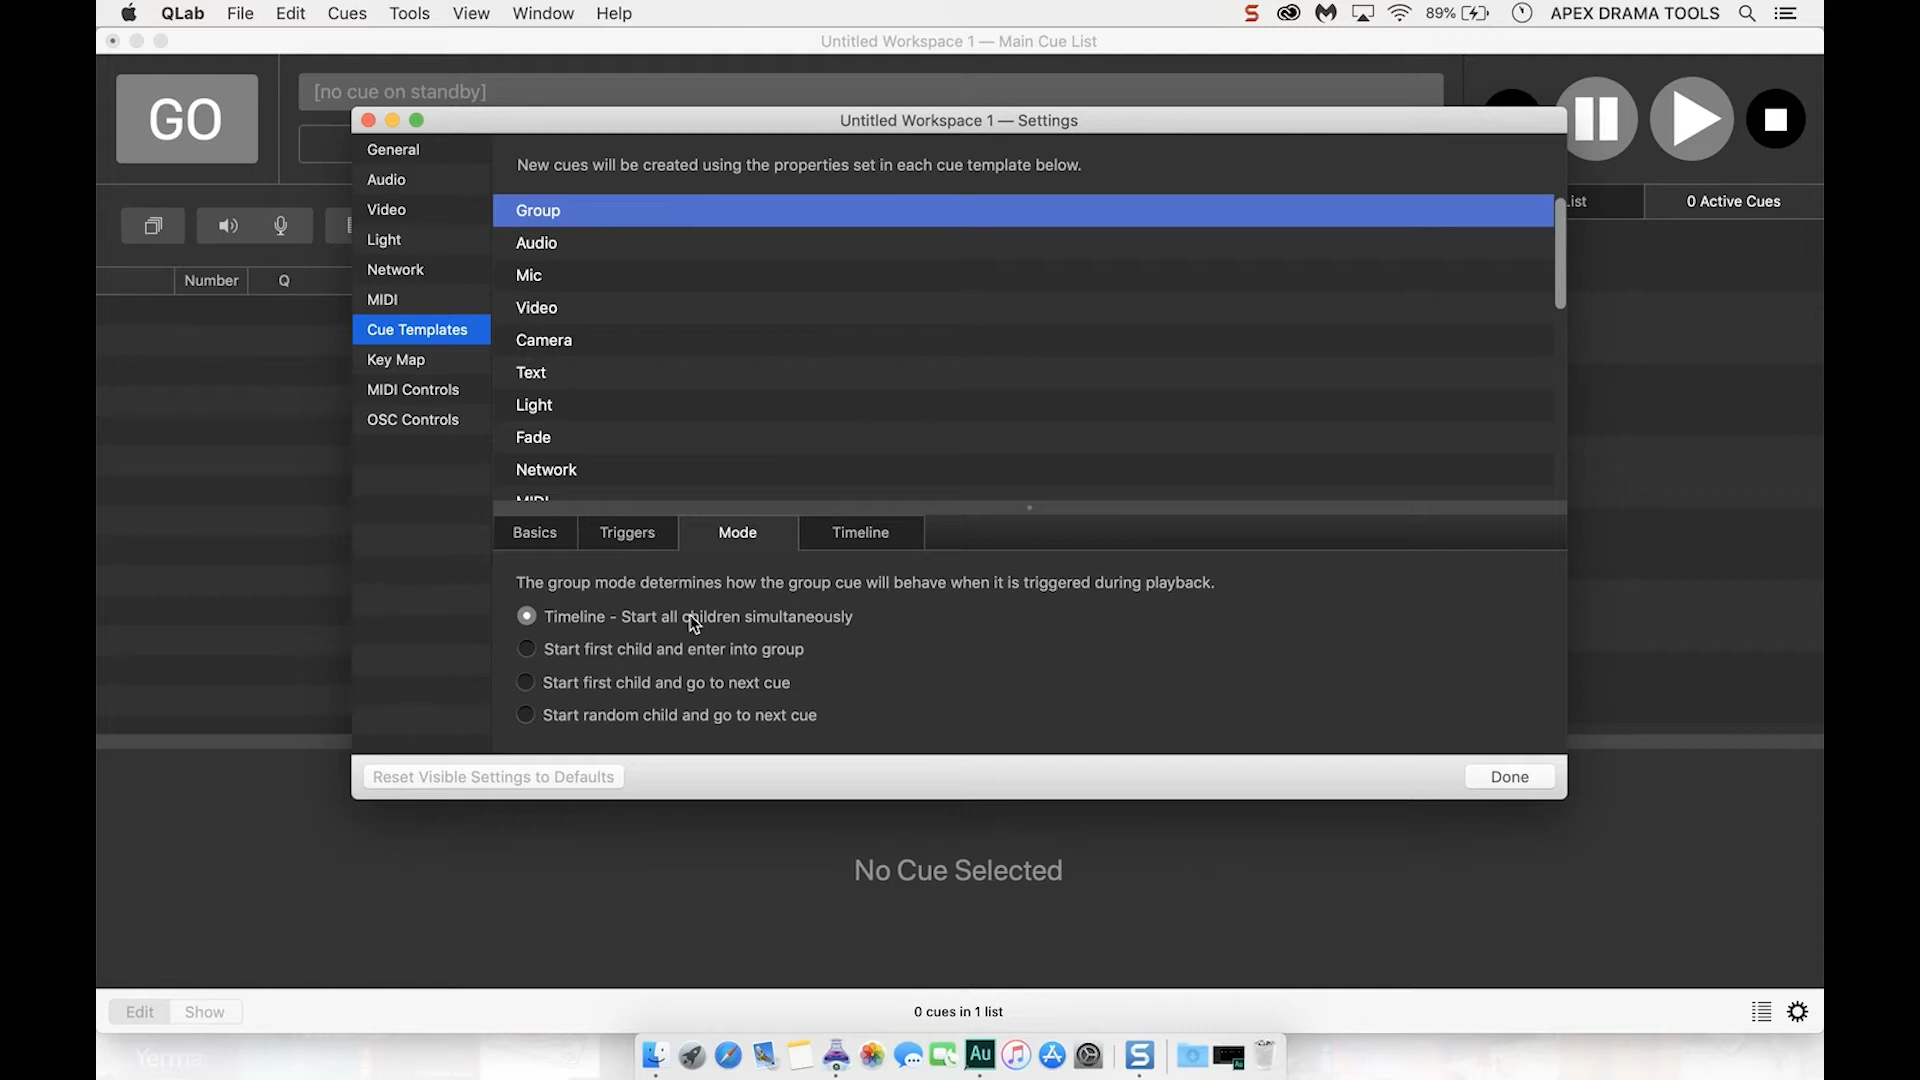 QLab File Edit Cues Tools View Window Help 89% APEX DRAMA TOOLS
Untitled Workspace 1 — Main Cue List
GO
[no cue on standby]
Untitled Workspace 1 — Settings
General
Audio
Video
Light
Network
MIDI
Cue Templates
Key Map
MIDI Controls
OSC Controls
New cues will be created using the properties set in each cue template below.
Group
Audio
Mic
Video
Camera
Text
Light
Fade
Network
MIDI
ist
0 Active Cues
Number Q
Basics Triggers Mode Timeline
The group mode determines how the group cue will behave when it is triggered during playback.
Timeline - Start all children simultaneously
Start first child and enter into group
Start first child and go to next cue
Start random child and go to next cue
Reset Visible Settings to Defaults
Done
No Cue Selected
Edit Show
0 cues in 1 list
Yerma
Au
S